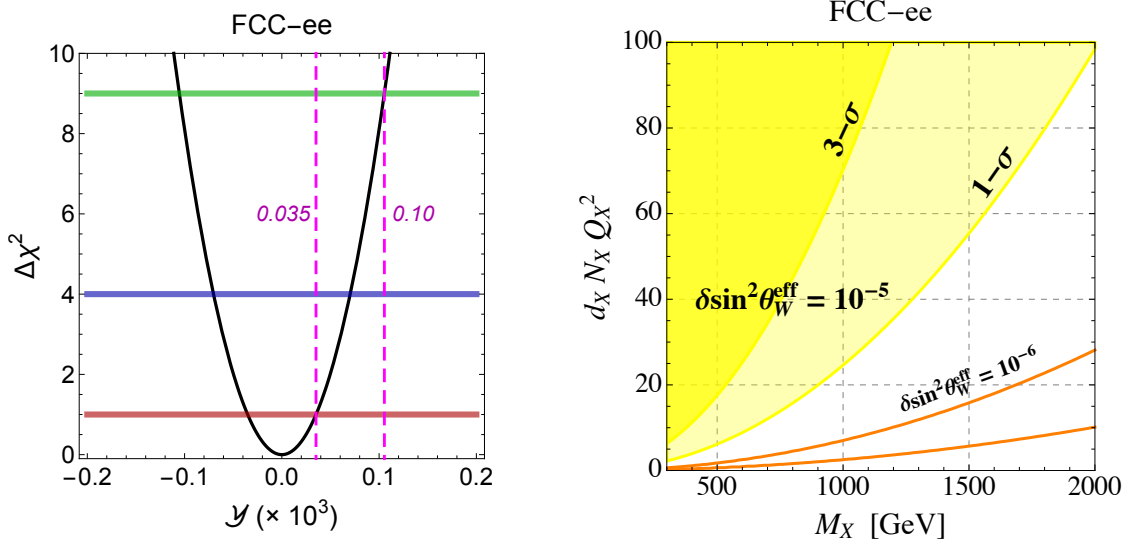 FCC-ee
Δχ²
10
8
6
4
2
0
0.035
0.10
-0.2
-0.1
0.0
0.1
0.2
𝒴 (× 10³)
FCC-ee
d_X N_X Q_X²
100
80
60
40
20
0
3-σ
1-σ
δsin²θ_W^eff = 10⁻⁵
δsin²θ_W^eff = 10⁻⁶
500
1000
1500
2000
M_X [GeV]